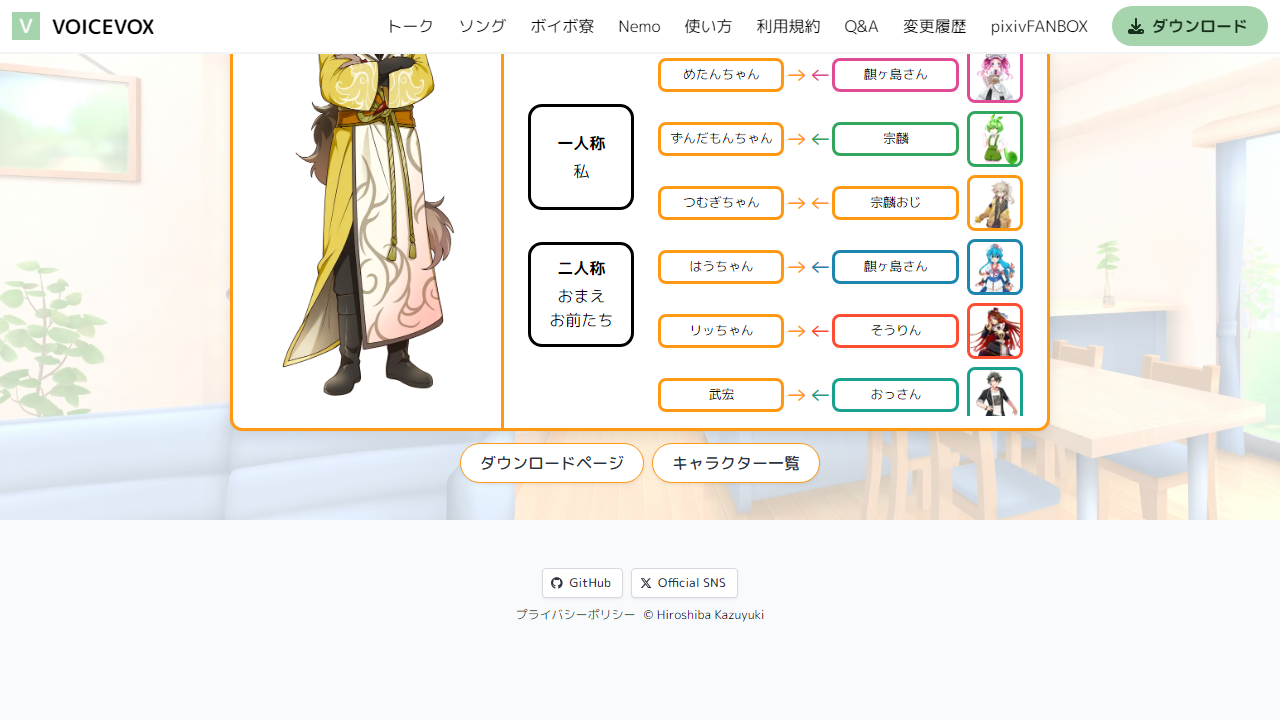 V VOICEVOX トーク ソング ボイボ寮 Nemo 使い方 利用規約 Q&A 変更履歴 pixivFANBOX ダウンロード
一人称
私
二人称
おまえ
お前たち
めたんちゃん → ← 麒ヶ島さん
ずんだもんちゃん → ← 宗麟
つむぎちゃん → ← 宗麟おじ
はうちゃん → ← 麒ヶ島さん
リッちゃん → ← そうりん
武宏 → ← おっさん
ダウンロードページ キャラクター一覧
GitHub Official SNS
プライバシーポリシー © Hiroshiba Kazuyuki